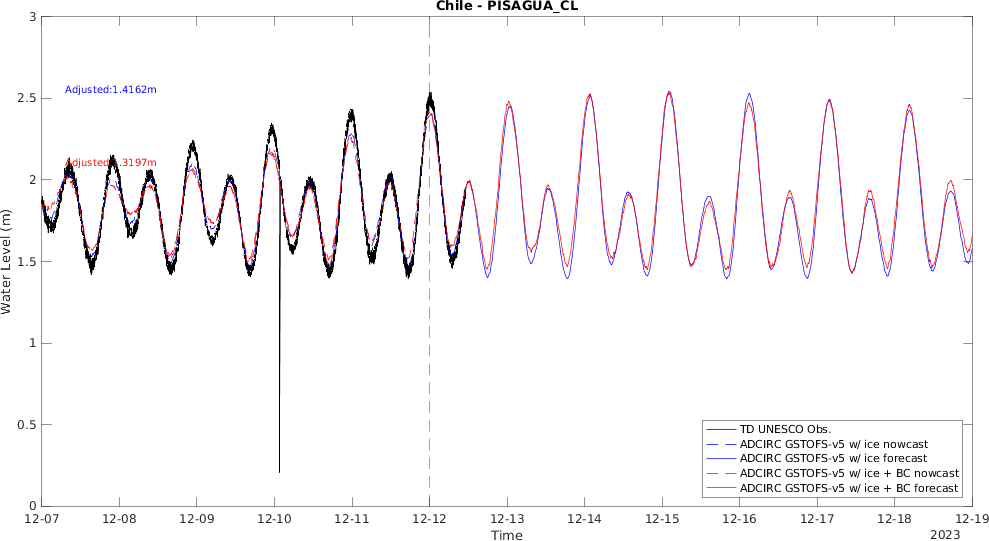 Chile - PISAGUA_CL
3
2.5
2
1.5
1
0.5
0
Water Level (m)
Adjusted:1.4162m
.3197m
TD UNESCO Obs.
ADCIRC GSTOFS-v5 w/ ice nowcast
ADCIRC GSTOFS-v5 w/ ice forecast
ADCIRC GSTOFS-v5 w/ ice + BC nowcast
ADCIRC GSTOFS-v5 w/ ice + BC forecast
12-07 12-08 12-09 12-10 12-11 12-12 12-13 12-14 12-15 12-16 12-17 12-18 12-19
Time
2023